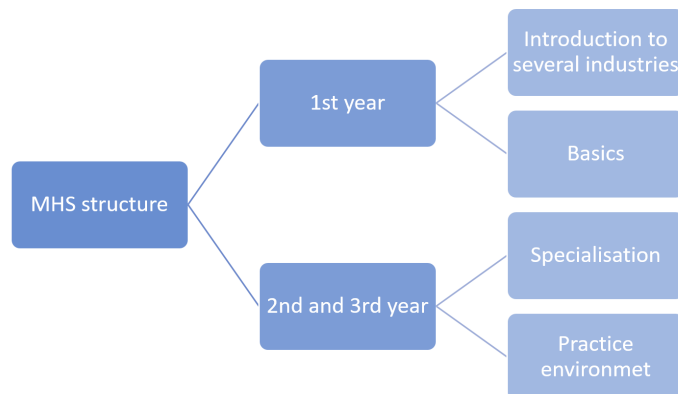 MHS structure
1st year
Introduction to
several industries
Basics
2nd and 3rd year
Specialisation
Practice
environmet